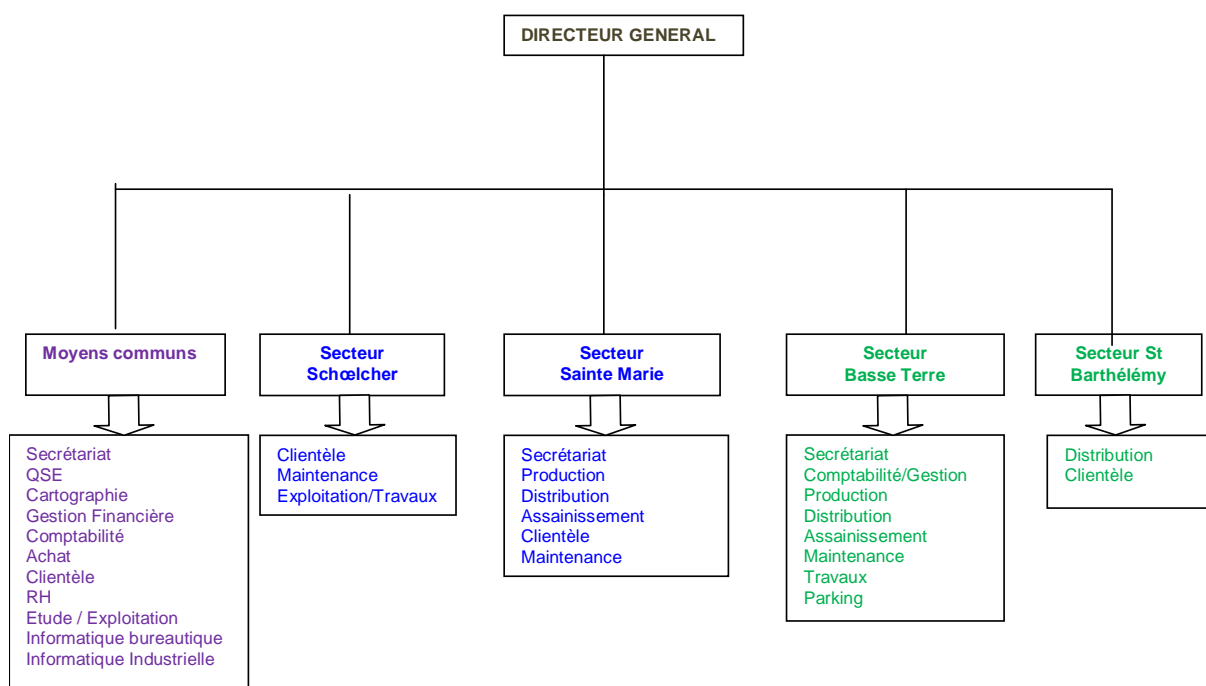 DIRECTEUR GENERAL
Moyens communs
Secrétariat
QSE
Cartographie
Gestion Financière
Comptabilité
Achat
Clientèle
RH
Etude / Exploitation
Informatique bureautique
Informatique Industrielle
Secteur
Schœlcher
Clientèle
Maintenance
Exploitation/Travaux
Secteur
Sainte Marie
Secrétariat
Production
Distribution
Assainissement
Clientèle
Maintenance
Secteur
Basse Terre
Secrétariat
Comptabilité/Gestion
Production
Distribution
Assainissement
Maintenance
Travaux
Parking
Secteur St
Barthélémy
Distribution
Clientèle